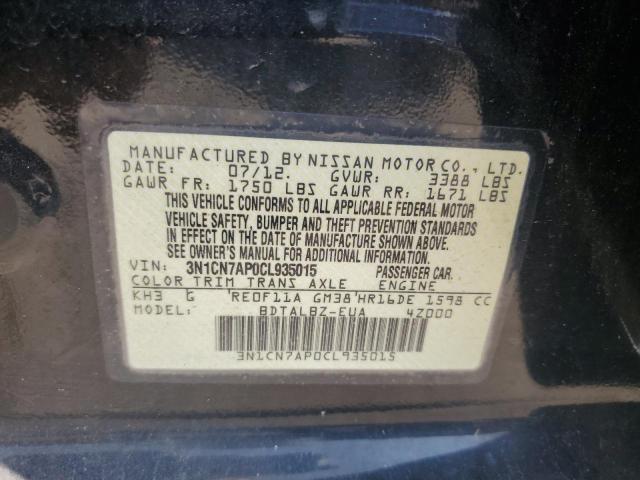 MANUFACTURED BY NISSAN MOTOR CO., LTD.
DATE: 07/12. GVWR: 3388 LBS
GAWR FR: 1750 LBS GAWR RR: 1671 LBS
THIS VEHICLE CONFORMS TO ALL APPLICABLE FEDERAL MOTOR
VEHICLE SAFETY, BUMPER AND THEFT PREVENTION STANDARDS
IN EFFECT ON THE DATE OF MANUFACTURE SHOWN ABOVE.
SEE OWNER'S MANUAL FOR ADDITIONAL INFORMATION.
VIN: 3N1CN7AP0CL935015 PASSENGER CAR.
COLOR TRIM TRANS AXLE ENGINE
KH3 G RE0F11A GM38 HR16DE 1598 CC
MODEL: BDTALBZ-EUA 4Z000
3N1CN7AP0CL935015